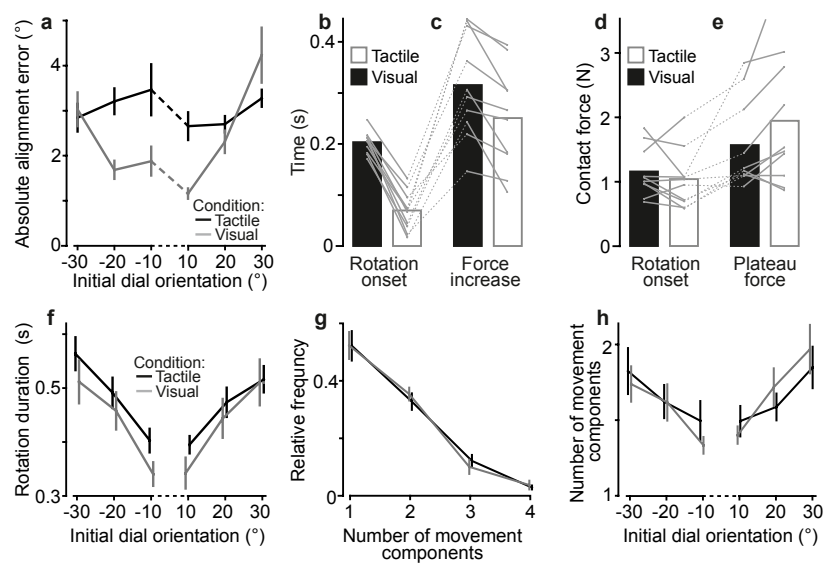 a
Absolute alignment error (°)
4
2
0
Condition:
Tactile
Visual
-30 -20 -10 10 20 30
Initial dial orientation (°)
b
c
Time (s)
0.4
0.2
0
Tactile
Visual
Rotation
onset
Force
increase
d
e
Contact force (N)
3
2
1
0
Tactile
Visual
Rotation
onset
Plateau
force
f
Rotation duration (s)
0.5
0.3
Condition:
Tactile
Visual
-30 -20 -10 10 20 30
Initial dial orientation (°)
g
Relative frequncy
0.4
0
1 2 3 4
Number of movement
components
h
Number of movement
components
2
1
-30 -20 -10 10 20 30
Initial dial orientation (°)